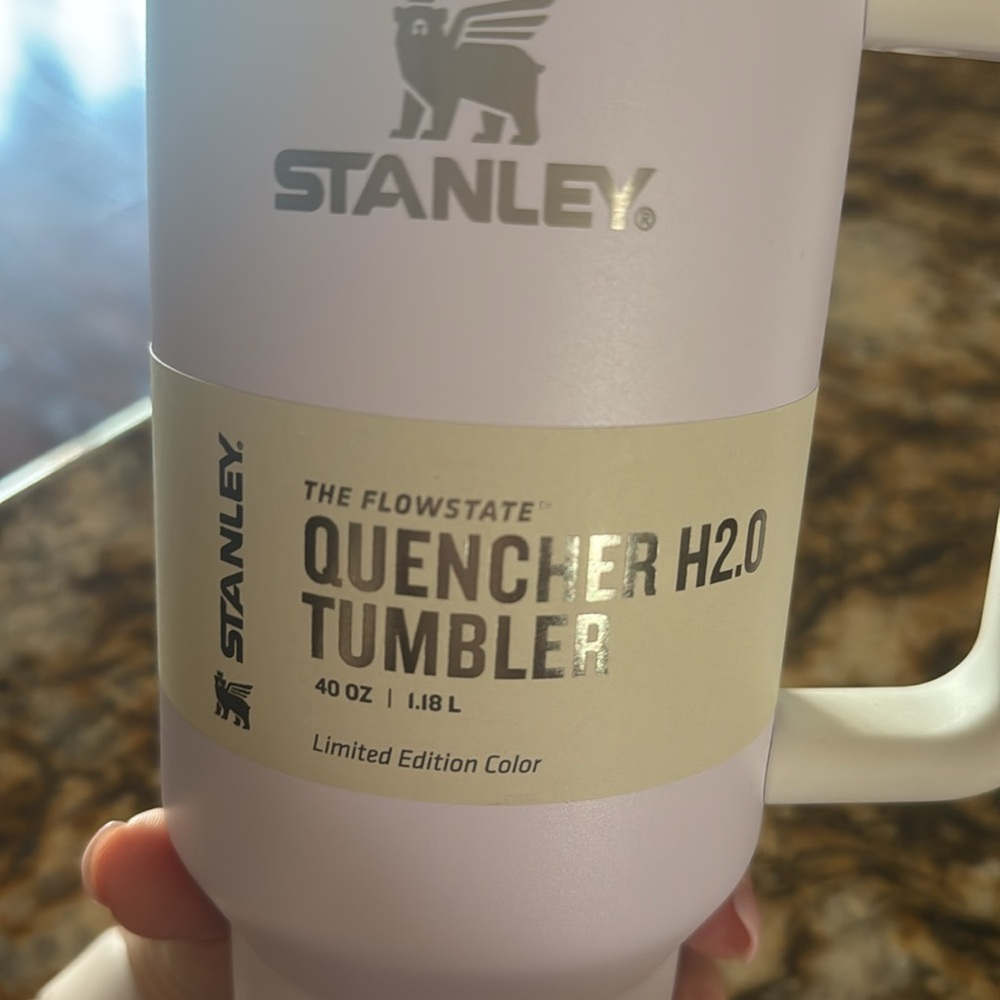 STANLEY®
STANLEY®
THE FLOWSTATE™
QUENCHER H2.0
TUMBLER
40 OZ | 1.18 L
Limited Edition Color